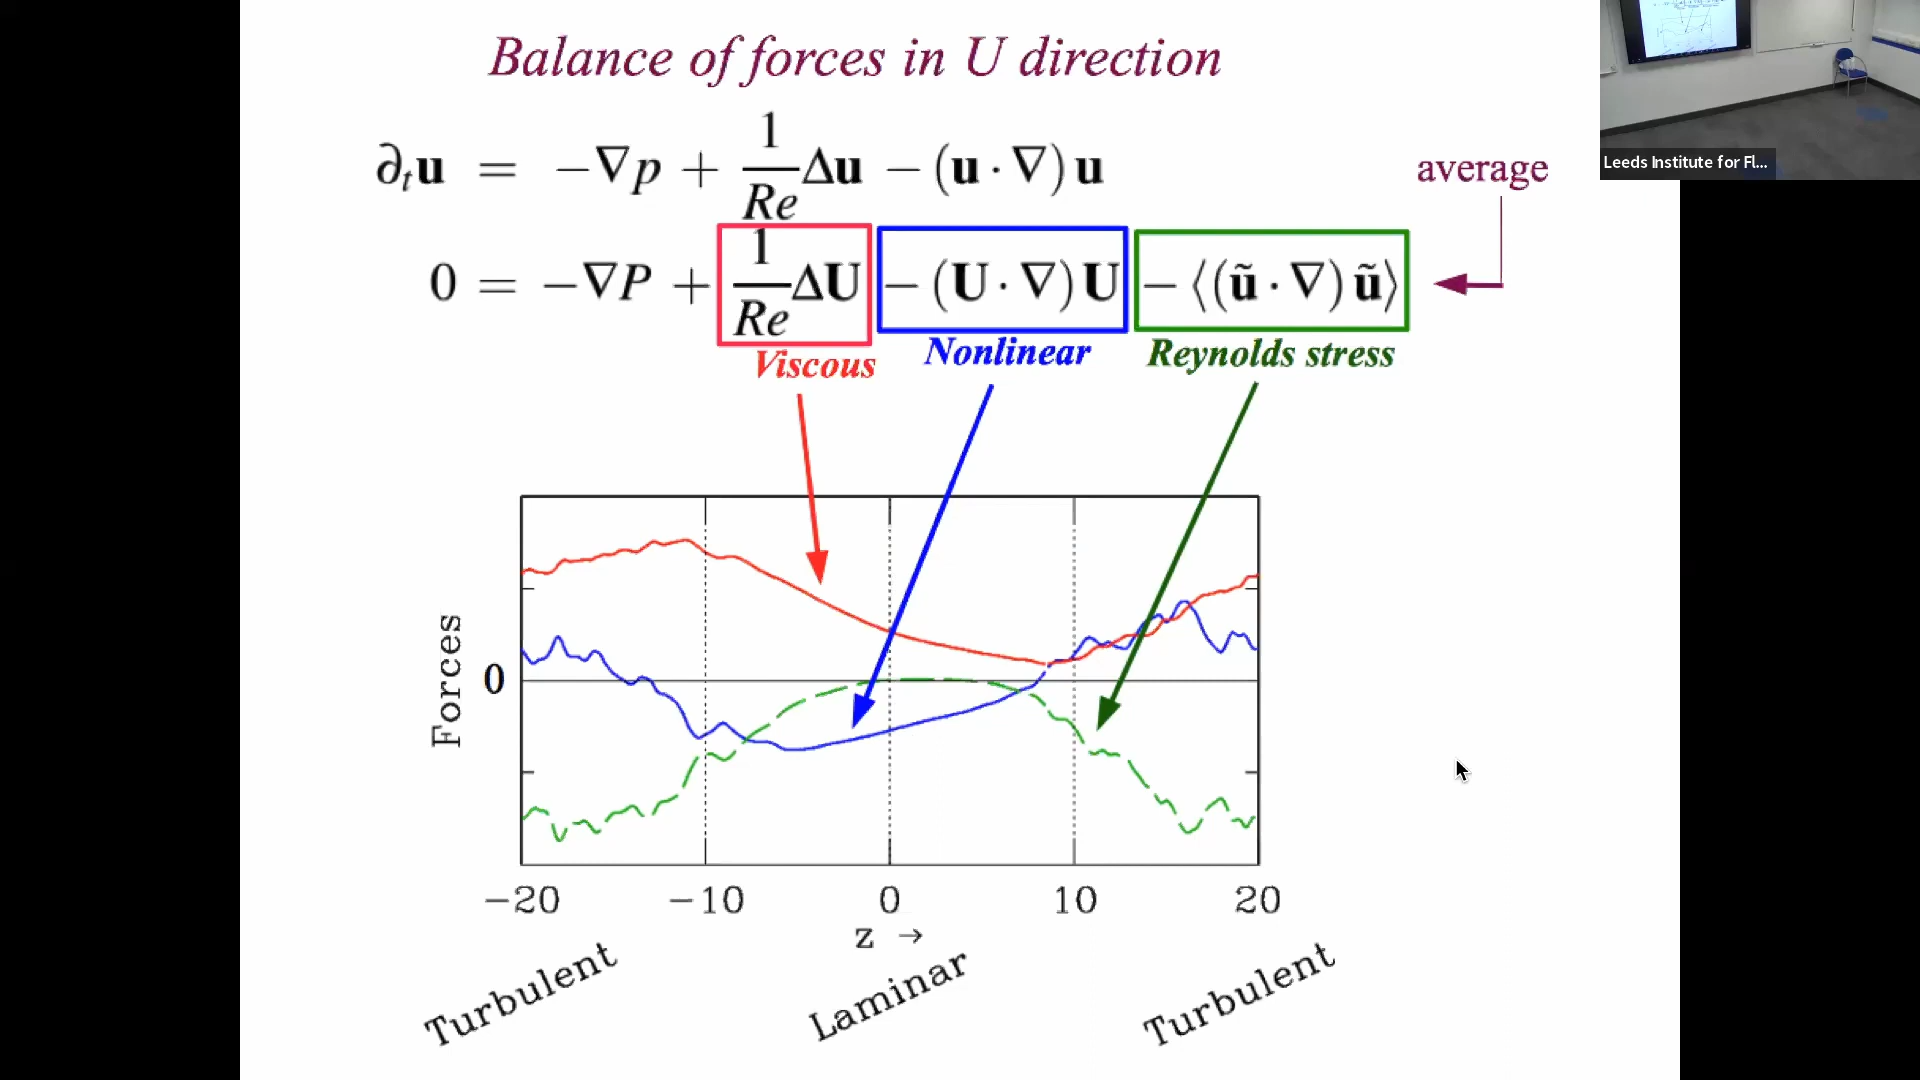 Balance of forces in U direction
∂ₜu = −∇p + 1/Re Δu − (u · ∇) u
average
0 = −∇P + 1/Re ΔU − (U · ∇) U − ⟨(ũ · ∇) ũ⟩
Viscous
Nonlinear
Reynolds stress
Forces
0
−20 −10 0 10 20
z →
Turbulent
Laminar
Turbulent
Leeds Institute for Fl...